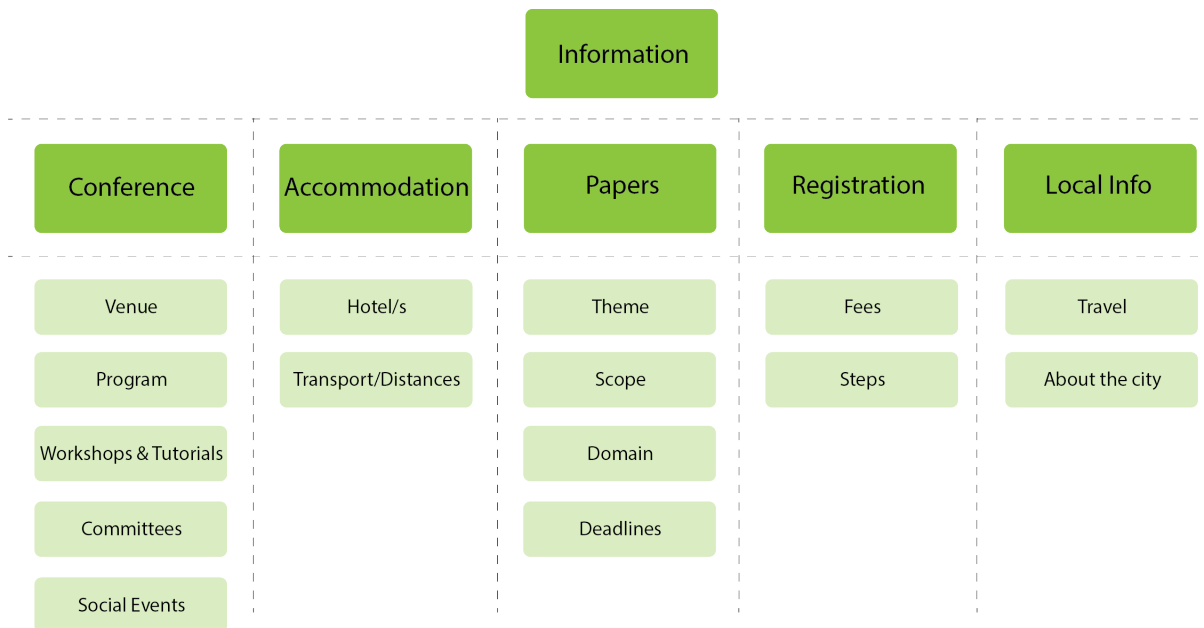 Information
Conference
Accommodation
Papers
Registration
Local Info
Venue
Program
Workshops & Tutorials
Committees
Social Events
Hotel/s
Transport/Distances
Theme
Scope
Domain
Deadlines
Fees
Steps
Travel
About the city